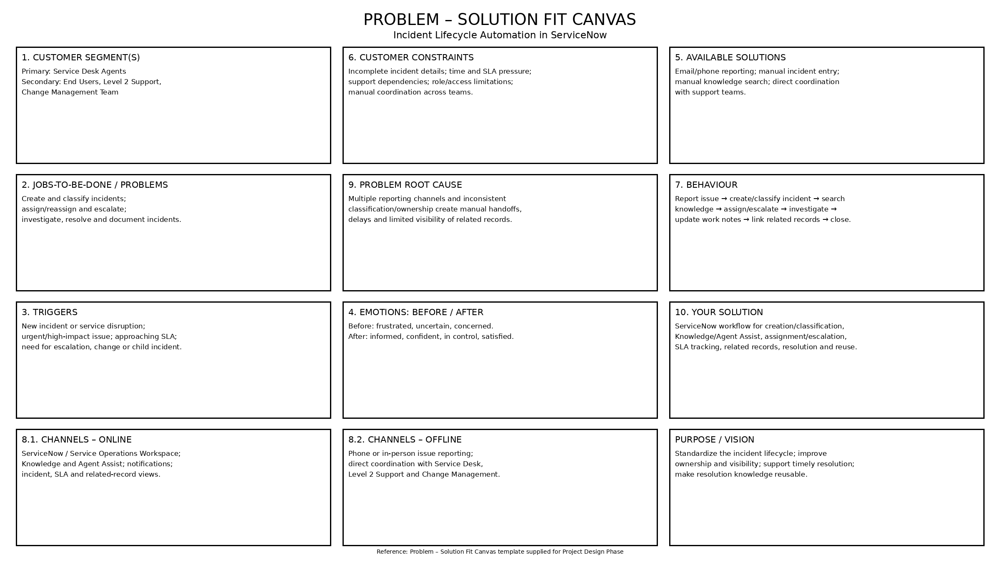 PROBLEM – SOLUTION FIT CANVAS
Incident Lifecycle Automation in ServiceNow
1. CUSTOMER SEGMENT(S)
Primary: Service Desk Agents
Secondary: End Users, Level 2 Support,
Change Management Team
6. CUSTOMER CONSTRAINTS
Incomplete incident details; time and SLA pressure;
support dependencies; role/access limitations;
manual coordination across teams.
5. AVAILABLE SOLUTIONS
Email/phone reporting; manual incident entry;
manual knowledge search; direct coordination
with support teams.
2. JOBS-TO-BE-DONE / PROBLEMS
Create and classify incidents;
assign/reassign and escalate;
investigate, resolve and document incidents.
9. PROBLEM ROOT CAUSE
Multiple reporting channels and inconsistent
classification/ownership create manual handoffs,
delays and limited visibility of related records.
7. BEHAVIOUR
Report issue → create/classify incident → search
knowledge → assign/escalate → investigate →
update work notes → link related records → close.
3. TRIGGERS
New incident or service disruption;
urgent/high-impact issue; approaching SLA;
need for escalation, change or child incident.
4. EMOTIONS: BEFORE / AFTER
Before: frustrated, uncertain, concerned.
After: informed, confident, in control, satisfied.
10. YOUR SOLUTION
ServiceNow workflow for creation/classification,
Knowledge/Agent Assist, assignment/escalation,
SLA tracking, related records, resolution and reuse.
8.1. CHANNELS – ONLINE
ServiceNow / Service Operations Workspace;
Knowledge and Agent Assist; notifications;
incident, SLA and related-record views.
8.2. CHANNELS – OFFLINE
Phone or in-person issue reporting;
direct coordination with Service Desk,
Level 2 Support and Change Management.
PURPOSE / VISION
Standardize the incident lifecycle; improve
ownership and visibility; support timely resolution;
make resolution knowledge reusable.
Reference: Problem – Solution Fit Canvas template supplied for Project Design Phase